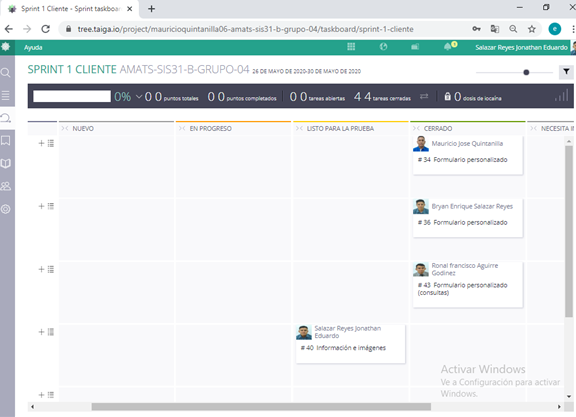 Sprint 1 Cliente - Sprint taskboar
tree.taiga.io/project/mauricioquintanilla06-amats-sis31-b-grupo-04/taskboard/sprint-1-cliente
e
Ayuda
Salazar Reyes Jonathan Eduardo
SPRINT 1 CLIENTE AMATS-SIS31-B-GRUPO-04 26 DE MAYO DE 2020-30 DE MAYO DE 2020
0% 0 0 puntos totales 0 0 puntos completados 0 0 tareas abiertas 4 4 tareas cerradas 0 dosis de iocaína
NUEVO EN PROGRESO LISTO PARA LA PRUEBA CERRADO NECESITA I
Mauricio Jose Quintanilla
# 34 Formulario personalizado
Bryan Enrique Salazar Reyes
# 36 Formulario personalizado
Ronal francisco Aguirre
Godinez
# 43 Formulario personalizado
(consultas)
Salazar Reyes Jonathan
Eduardo
# 40 Información e imágenes
Activar Windows
Ve a Configuración para activar
Windows.